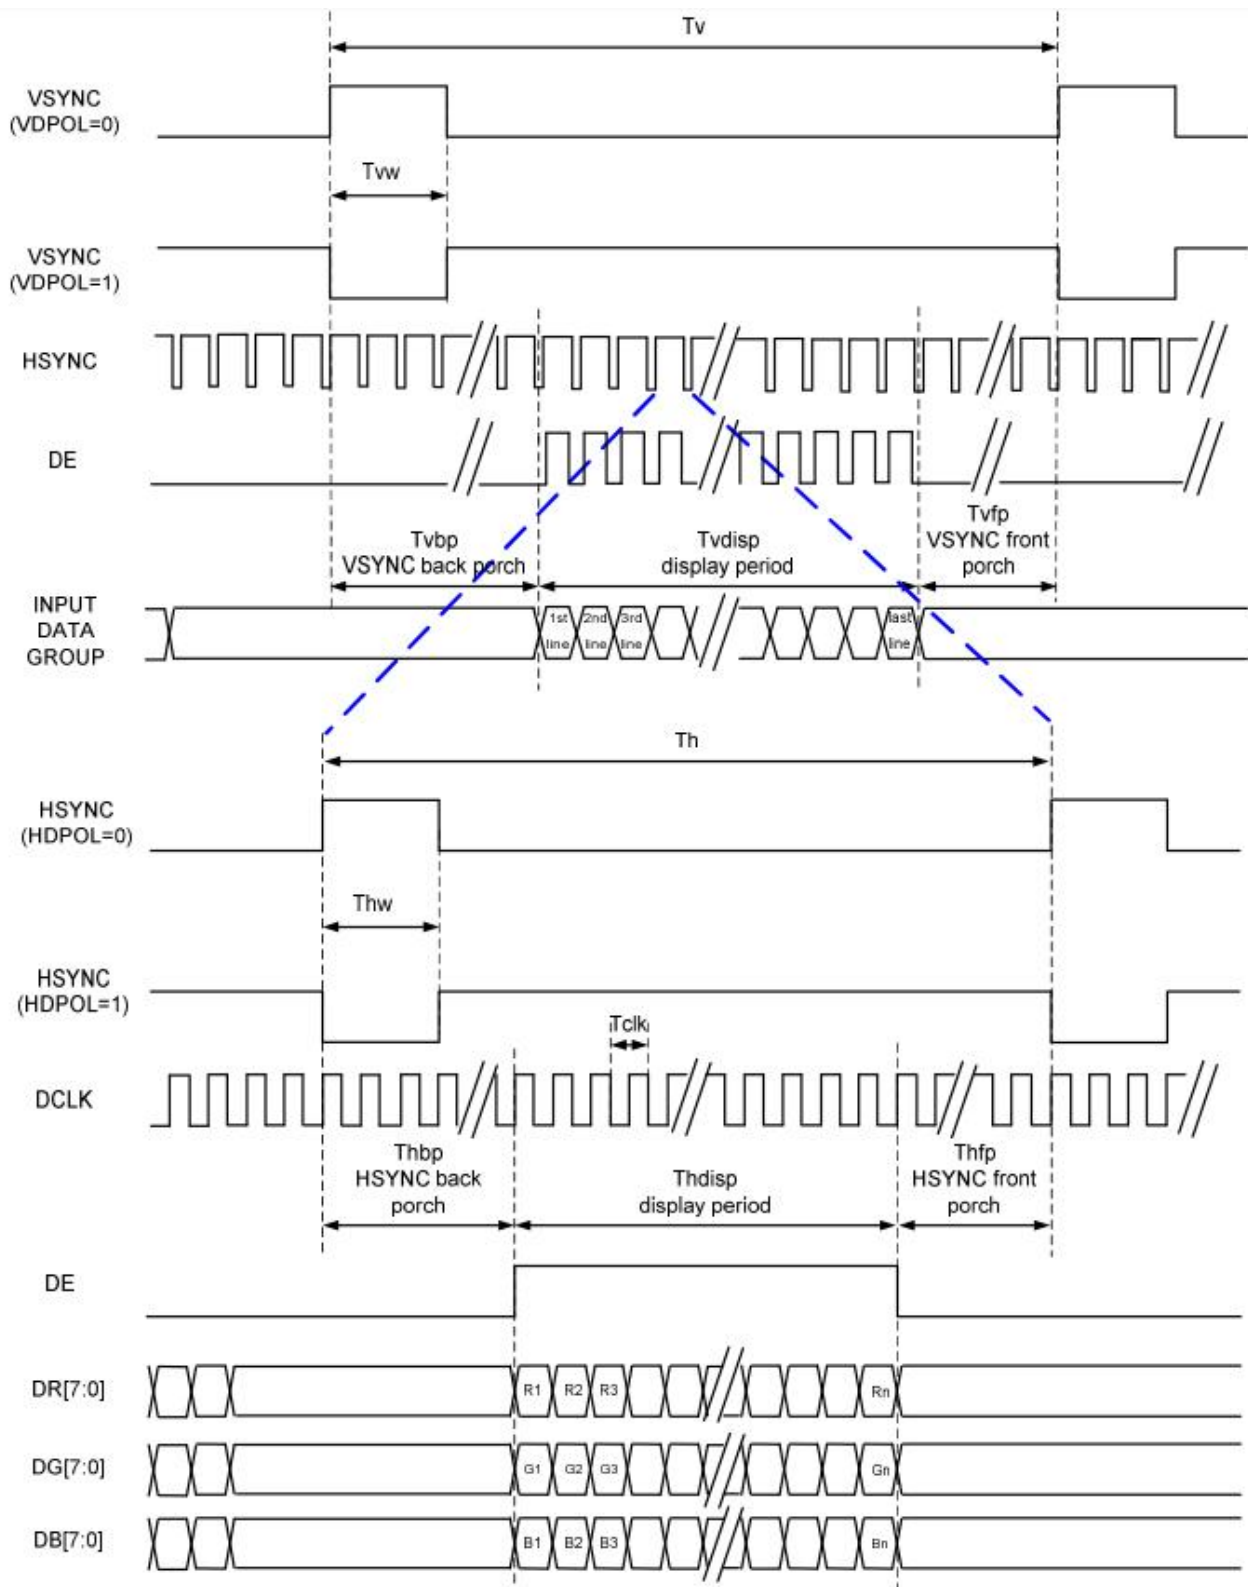 Tv
VSYNC
(VDPOL=0)
Tvw
VSYNC
(VDPOL=1)
HSYNC
DE
Tvbp
VSYNC back porch
Tvdisp
display period
Tvfp
VSYNC front
porch
INPUT
DATA
GROUP
1st
line
2nd
line
3rd
line
last
line
Th
HSYNC
(HDPOL=0)
Thw
HSYNC
(HDPOL=1)
Tclk
DCLK
Thbp
HSYNC back
porch
Thdisp
display period
Thfp
HSYNC front
porch
DE
DR[7:0]
R1 R2 R3 Rn
DG[7:0]
G1 G2 G3 Gn
DB[7:0]
B1 B2 B3 Bn